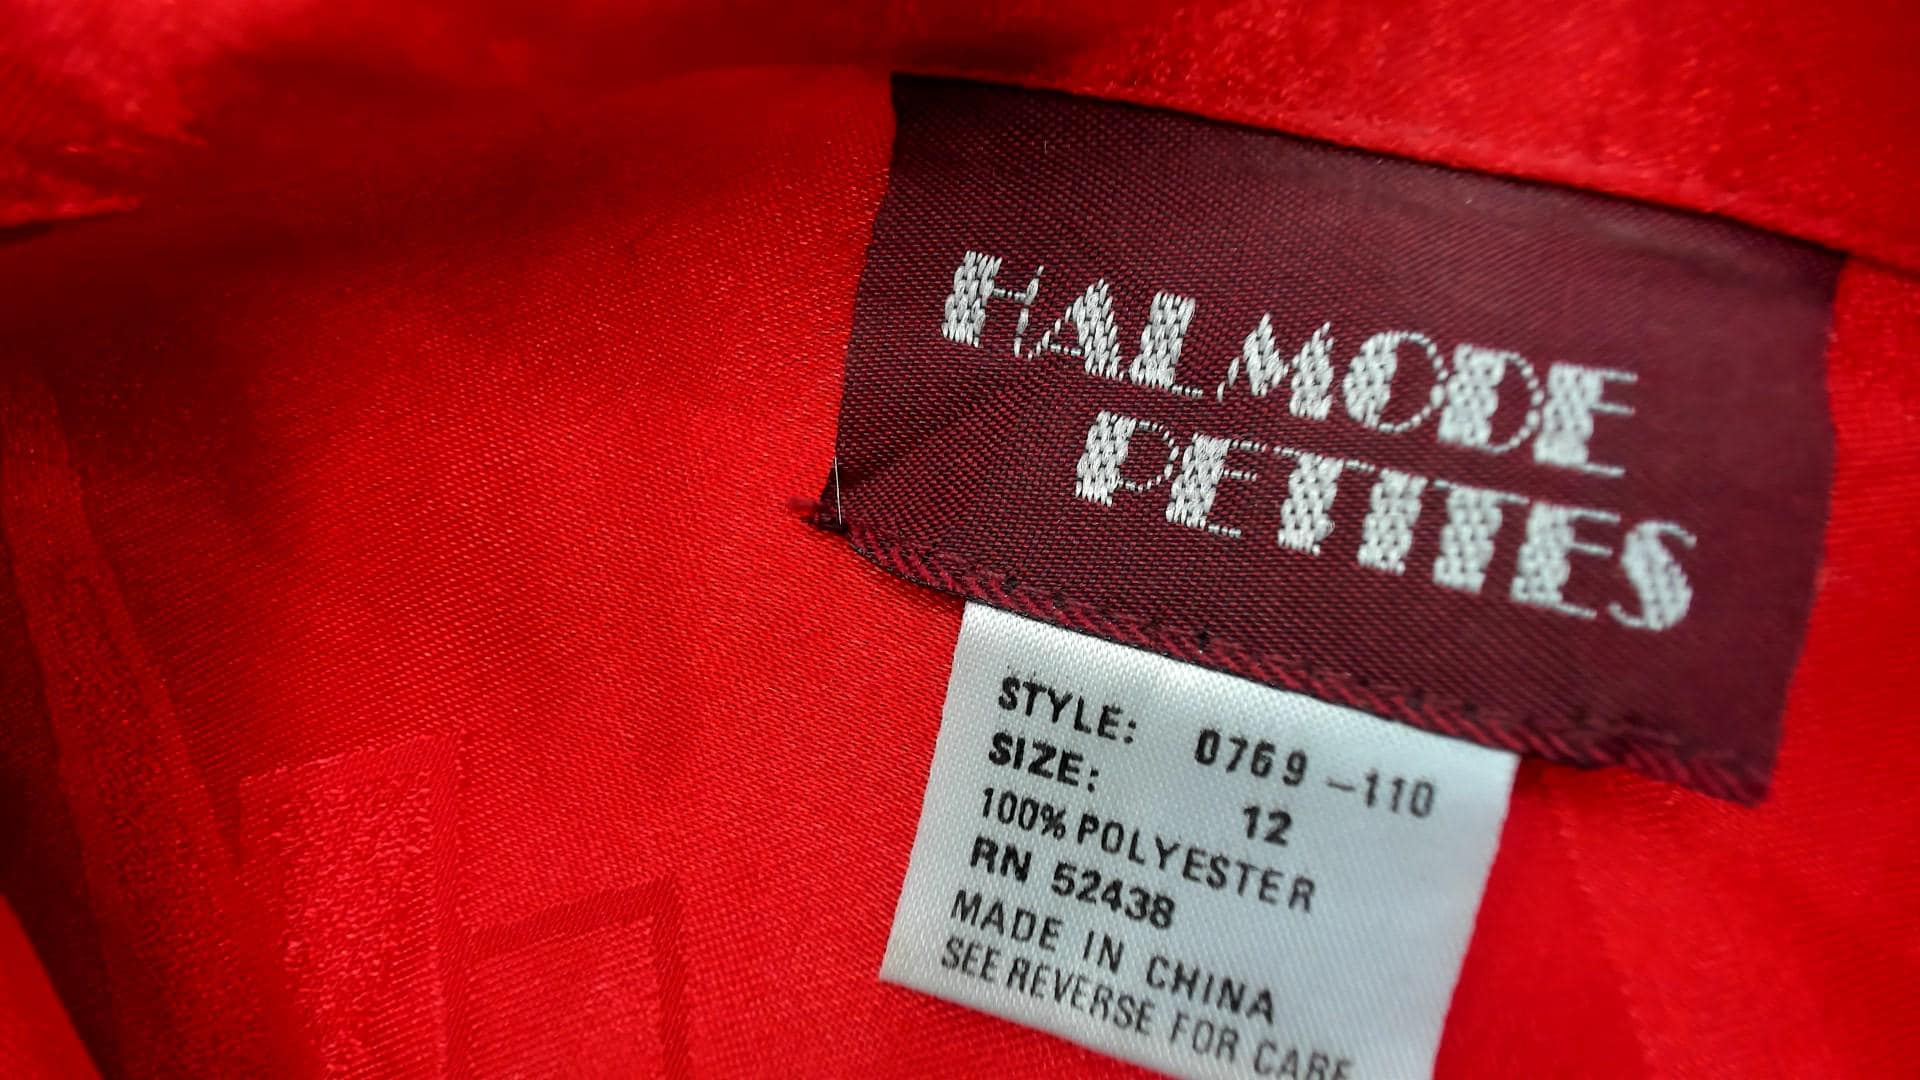 HALMODE
PETITES
STYLE: 0769-110
SIZE: 12
100% POLYESTER
RN 52438
MADE IN CHINA
SEE REVERSE FOR CARE